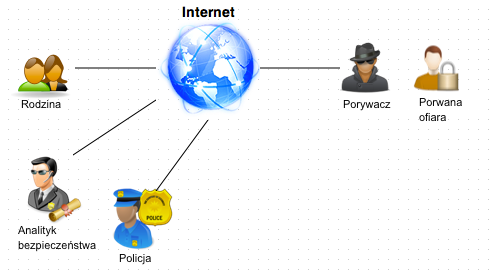 Internet
Rodzina
Porywacz
Porwana
ofiara
Analityk
bezpieczeństwa
POLICE
Policja